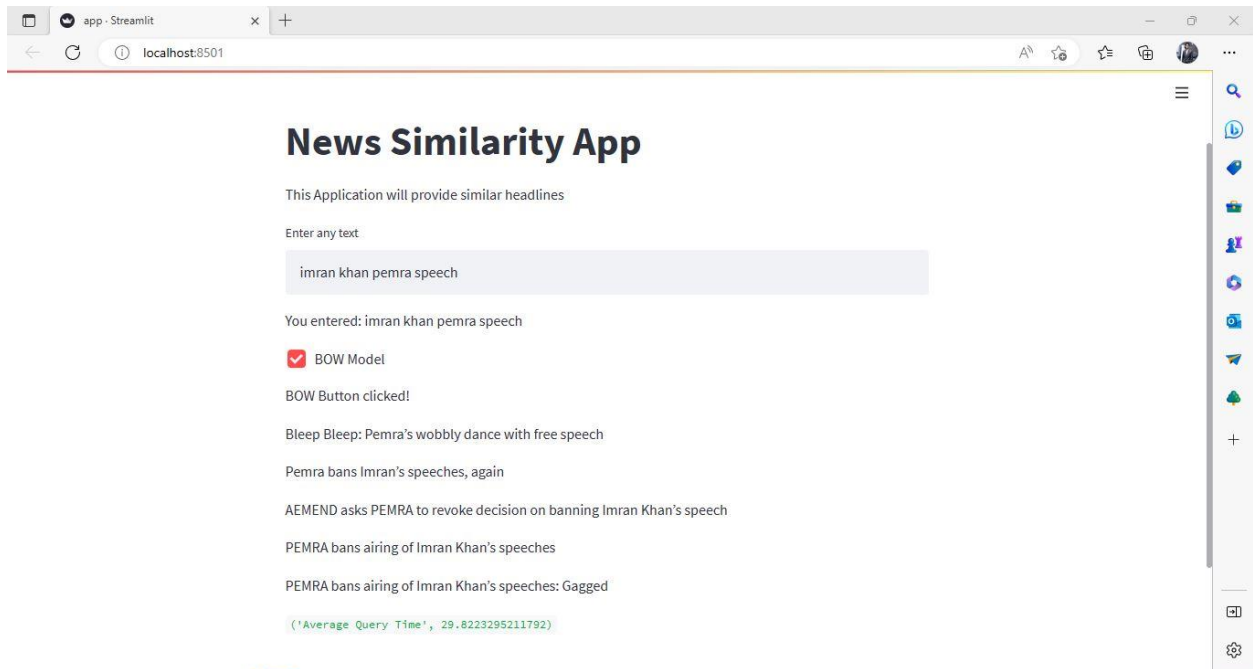 app · Streamlit
localhost:8501
News Similarity App
This Application will provide similar headlines
Enter any text
imran khan pemra speech
You entered: imran khan pemra speech
BOW Model
BOW Button clicked!
Bleep Bleep: Pemra’s wobbly dance with free speech
Pemra bans Imran’s speeches, again
AEMEND asks PEMRA to revoke decision on banning Imran Khan’s speech
PEMRA bans airing of Imran Khan’s speeches
PEMRA bans airing of Imran Khan’s speeches: Gagged
('Average Query Time', 29.8223295211792)